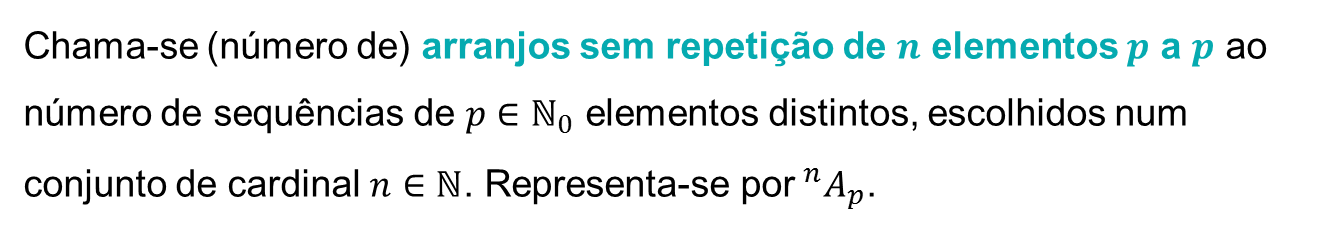 Chama-se (número de) arranjos sem repetição de 𝑛 elementos 𝑝 a 𝑝 ao
número de sequências de 𝑝 ∈ ℕ₀ elementos distintos, escolhidos num
conjunto de cardinal 𝑛 ∈ ℕ. Representa-se por ⁿ𝐴ₚ.